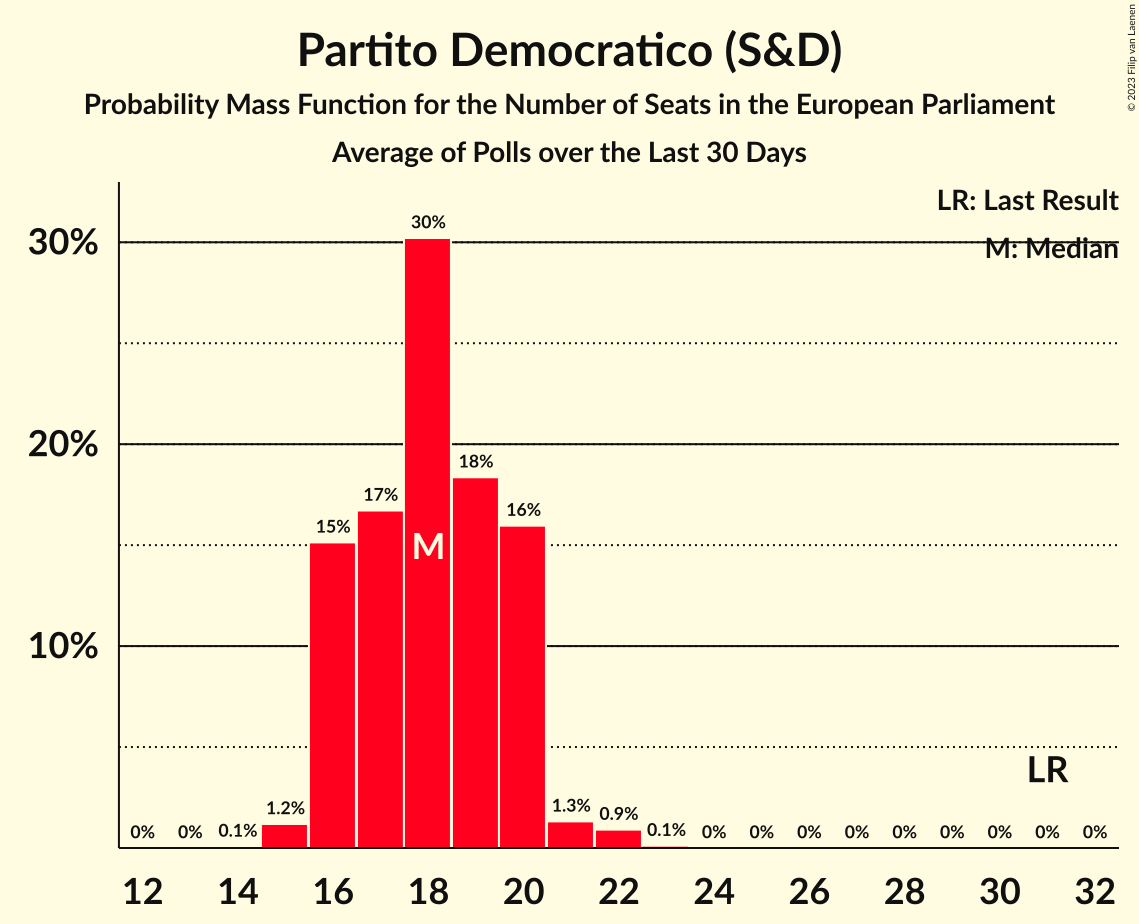 © 2023 Filip van Laenen
Partito Democratico (S&D)
Probability Mass Function for the Number of Seats in the European Parliament
Average of Polls over the Last 30 Days
LR: Last Result
M: Median
30%
20%
10%
0% 0% 0.1% 1.2% 15% 17% 30% 18% 16% 1.3% 0.9% 0.1% 0% 0% 0% 0% 0% 0% 0% 0% 0%
M
LR
12 14 16 18 20 22 24 26 28 30 32